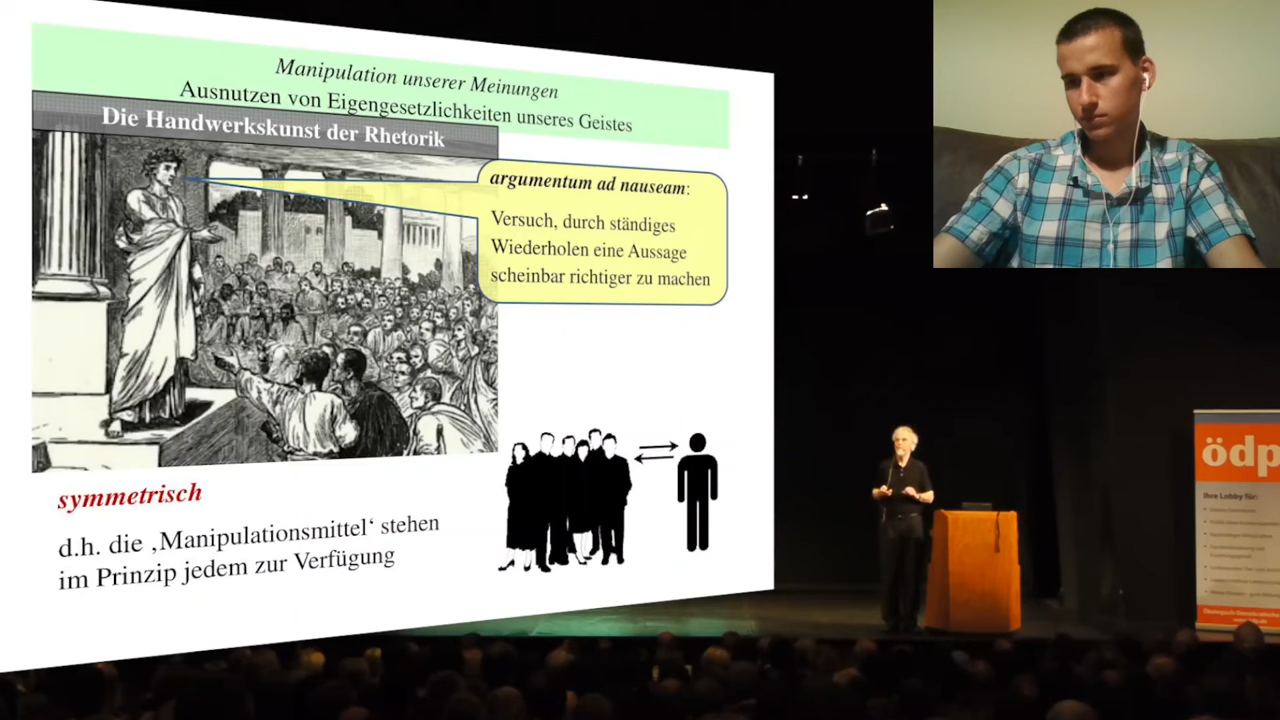 Manipulation unserer Meinungen
Ausnutzen von Eigengesetzlichkeiten unseres Geistes
Die Handwerkskunst der Rhetorik
argumentum ad nauseam:
Versuch, durch ständiges
Wiederholen eine Aussage
scheinbar richtiger zu machen
symmetrisch
d.h. die ‚Manipulationsmittel‘ stehen
im Prinzip jedem zur Verfügung
ödp
Ihre Lobby für: